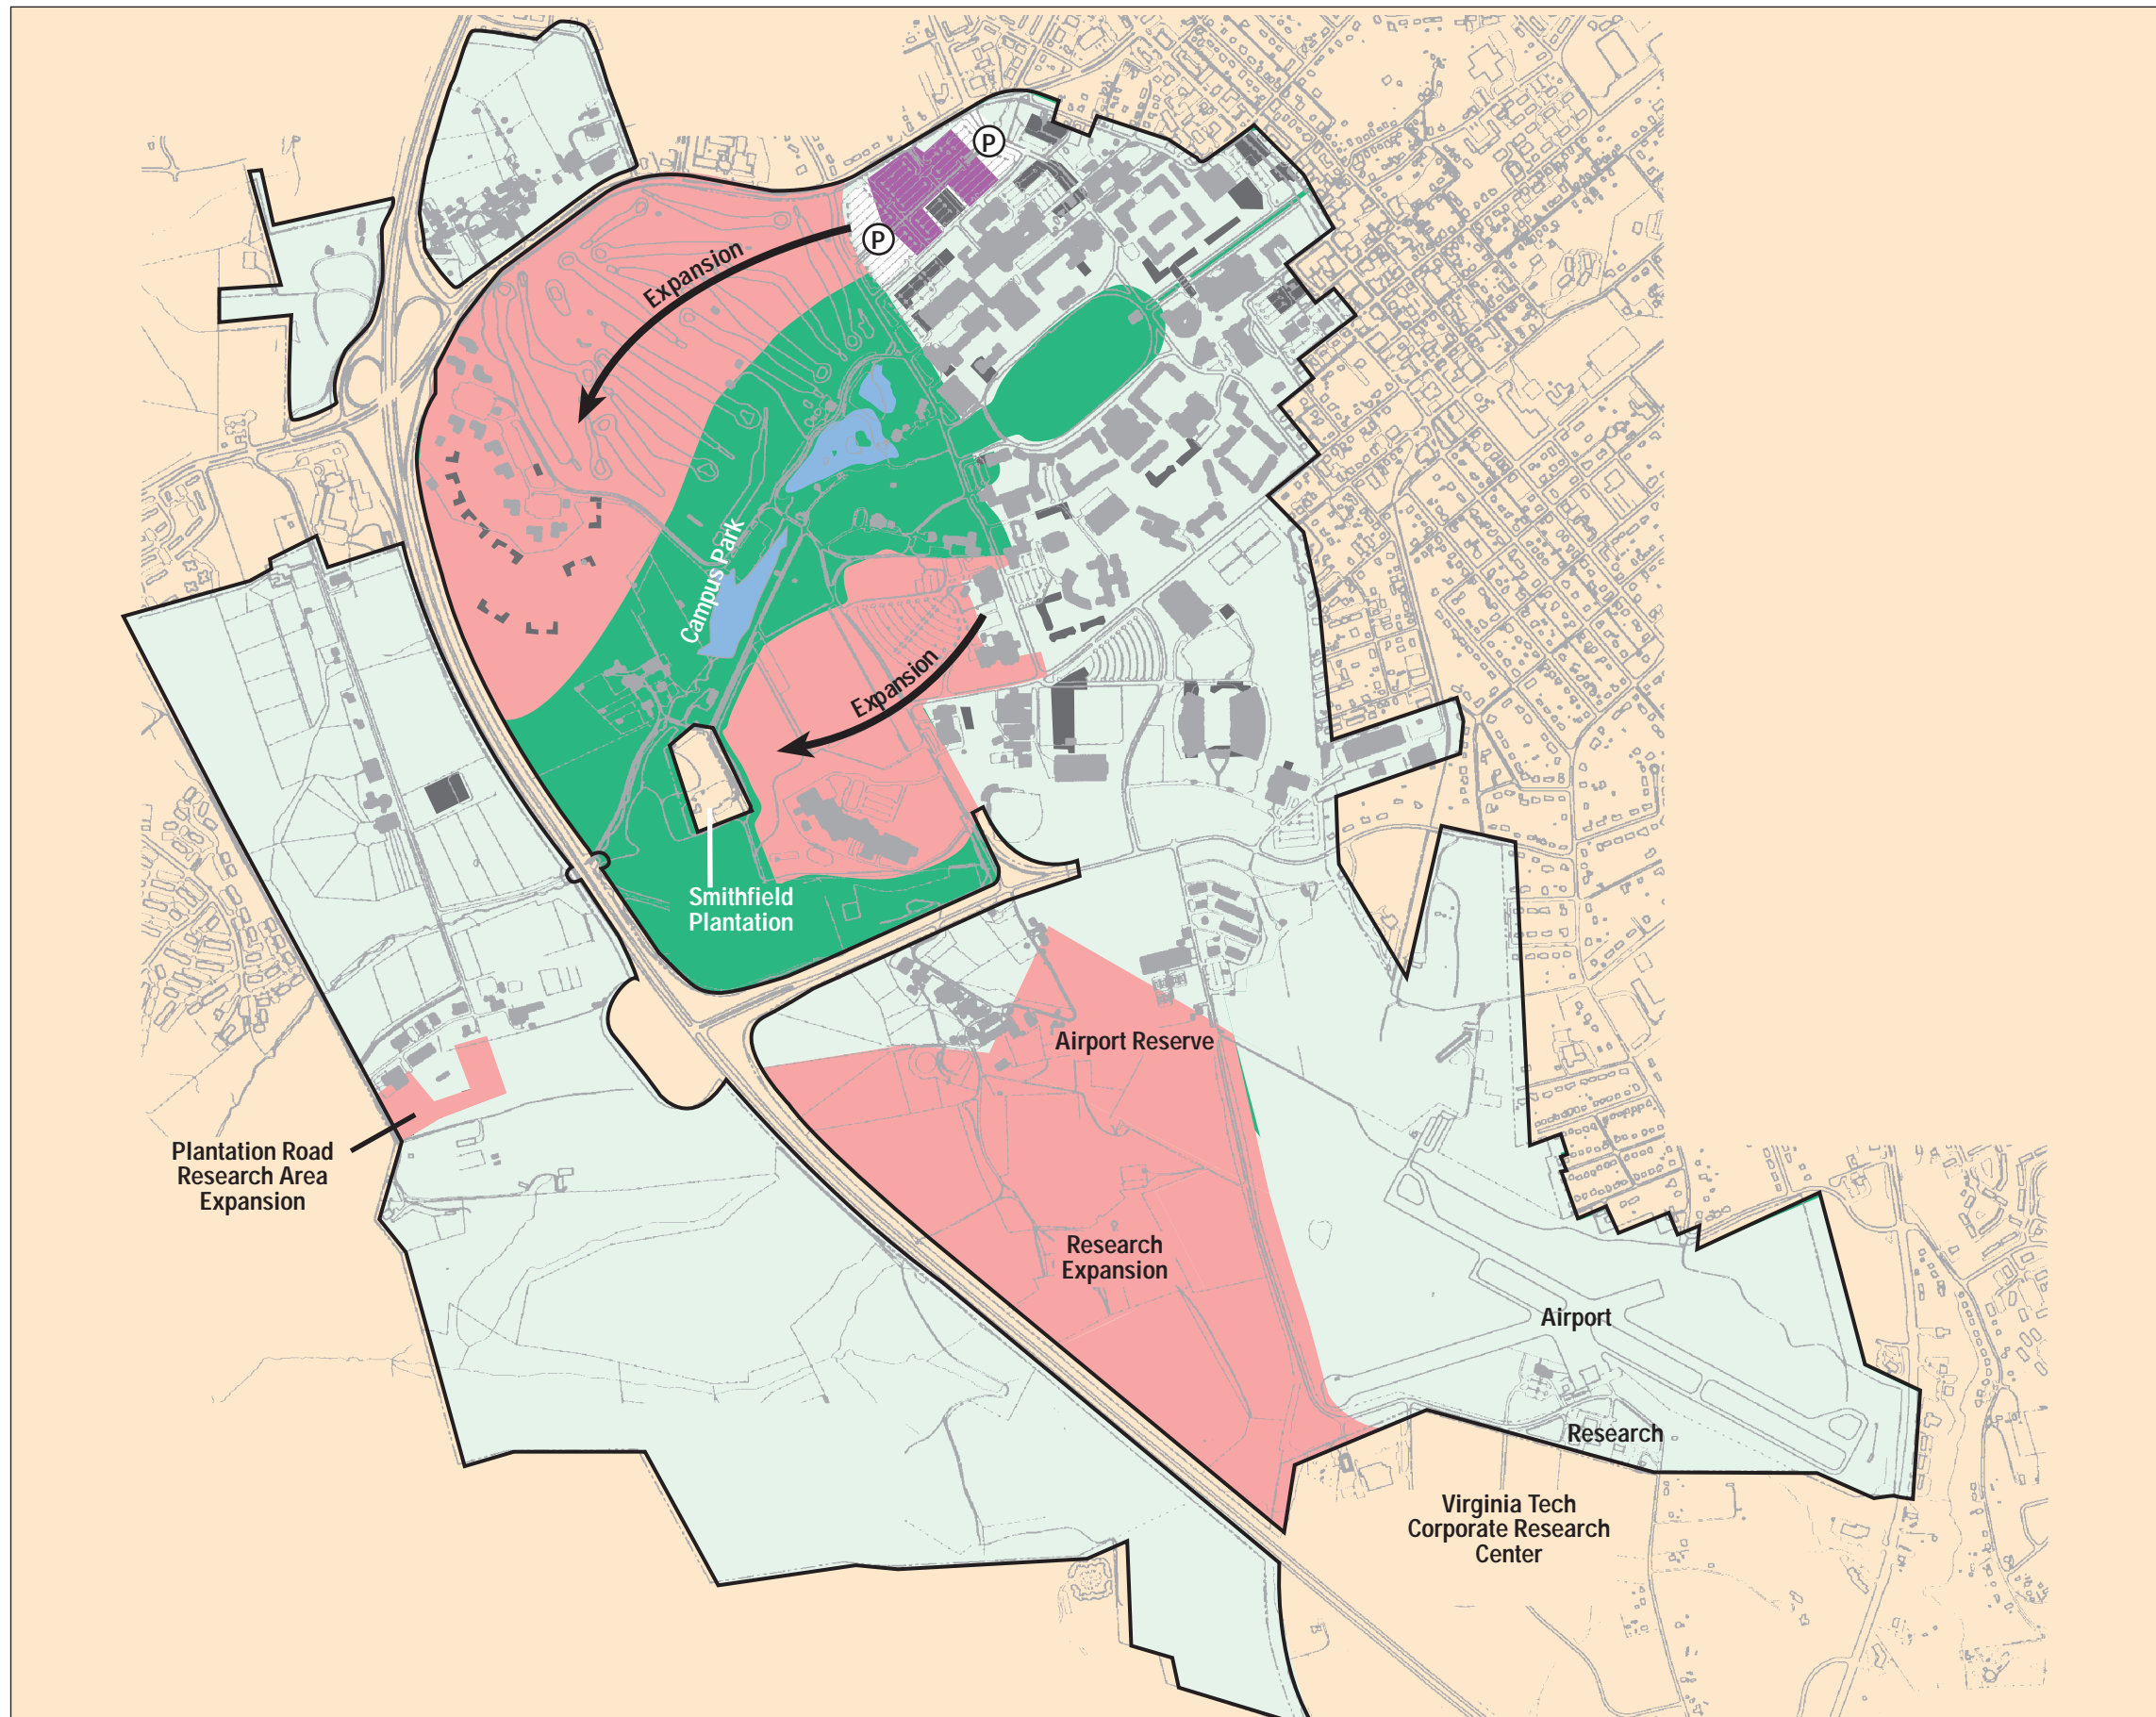 P
P
Expansion
Campus Park
Expansion
Smithfield
Plantation
Airport Reserve
Plantation Road
Research Area
Expansion
Research
Expansion
Airport
Research
Virginia Tech
Corporate Research
Center